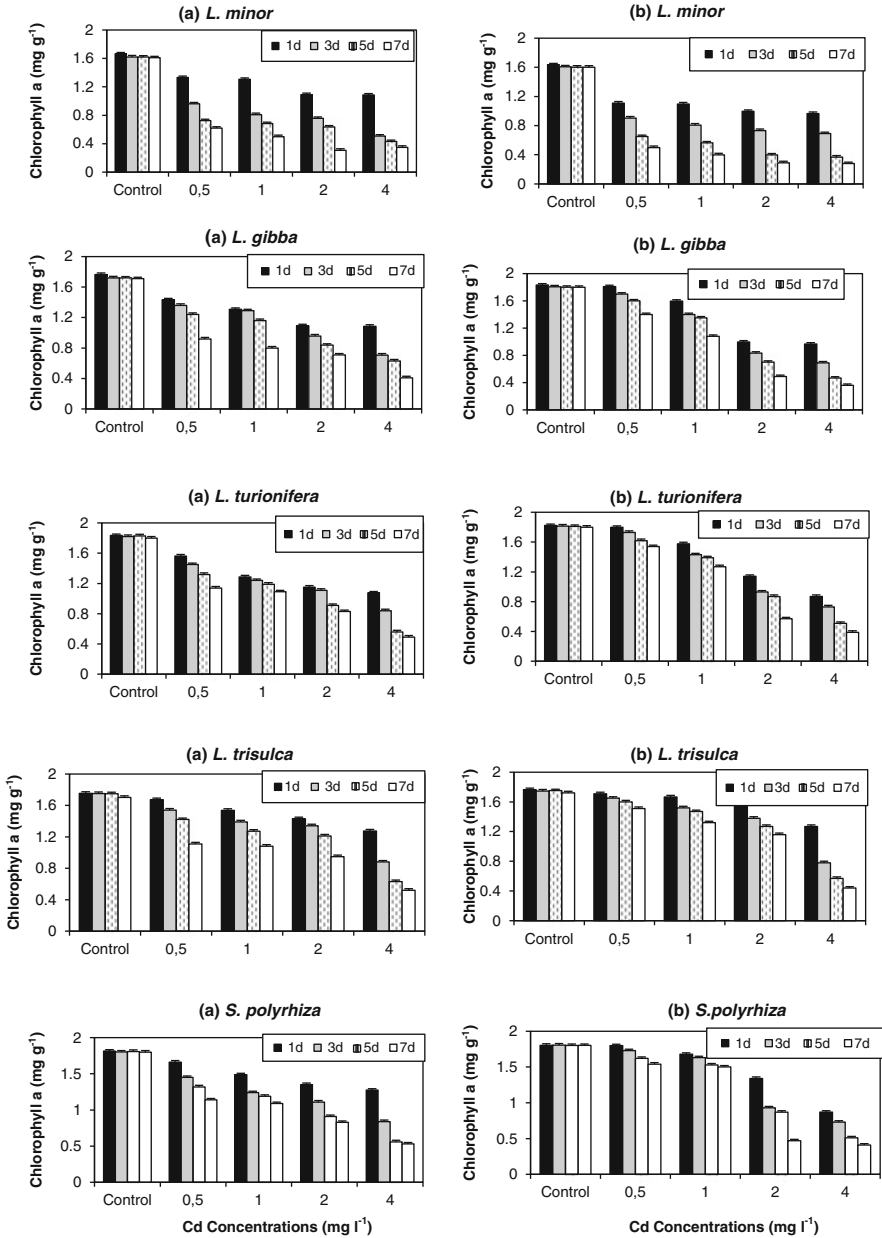 (a) L. minor
Chlorophyll a (mg g-1)
2
1.6
1.2
0.8
0.4
0
1d 3d 5d 7d
Control 0,5 1 2 4
(b) L. minor
Chlorophyll a (mg g-1)
2
1.6
1.2
0.8
0.4
0
1d 3d 5d 7d
Control 0,5 1 2 4
(a) L. gibba
Chlorophyll a (mg g-1)
2
1.6
1.2
0.8
0.4
0
1d 3d 5d 7d
Control 0,5 1 2 4
(b) L. gibba
Chlorophyll a (mg g-1)
2
1.6
1.2
0.8
0.4
0
1d 3d 5d 7d
Control 0,5 1 2 4
(a) L. turionifera
Chlorophyll a (mg g-1)
2
1.6
1.2
0.8
0.4
0
1d 3d 5d 7d
Control 0,5 1 2 4
(b) L. turionifera
Chlorophyll a (mg g-1)
2
1.6
1.2
0.8
0.4
0
1d 3d 5d 7d
Control 0,5 1 2 4
(a) L. trisulca
Chlorophyll a (mg g-1)
2
1.6
1.2
0.8
0.4
0
1d 3d 5d 7d
Control 0,5 1 2 4
(b) L. trisulca
Chlorophyll a (mg g-1)
2
1.6
1.2
0.8
0.4
0
1d 3d 5d 7d
Control 0,5 1 2 4
(a) S. polyrhiza
Chlorophyll a (mg g-1)
2
1.5
1
0.5
0
1d 3d 5d 7d
Control 0,5 1 2 4
Cd Concentrations (mg l-1)
(b) S.polyrhiza
Chlorophyll a (mg g-1)
2
1.5
1
0.5
0
1d 3d 5d 7d
Control 0,5 1 2 4
Cd Concentrations (mg l-1)